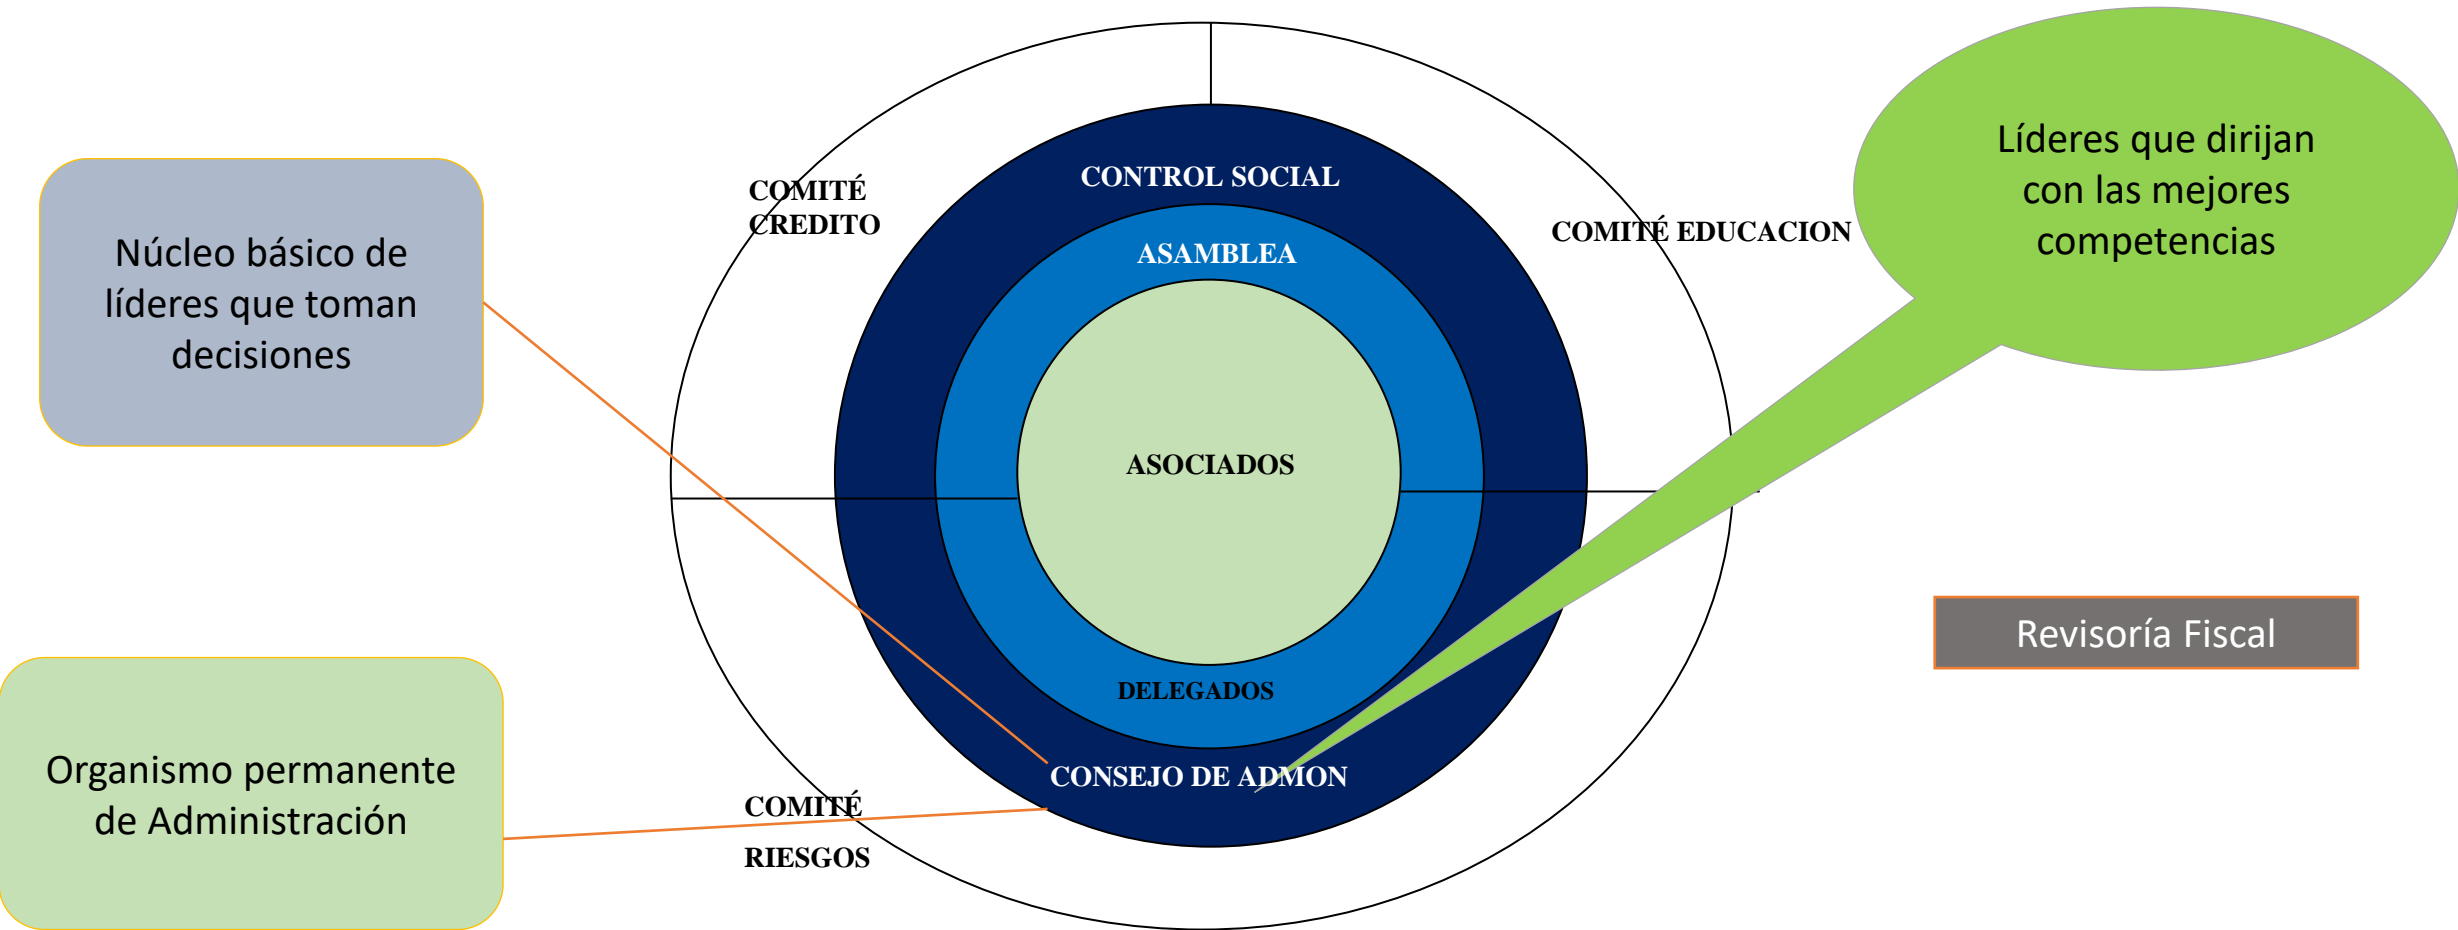 Núcleo básico de
líderes que toman
decisiones
Organismo permanente
de Administración
COMITÉ
CREDITO
CONTROL SOCIAL
ASAMBLEA
ASOCIADOS
DELEGADOS
CONSEJO DE ADMON
COMITÉ
RIESGOS
COMITÉ EDUCACION
Líderes que dirijan
con las mejores
competencias
Revisoría Fiscal